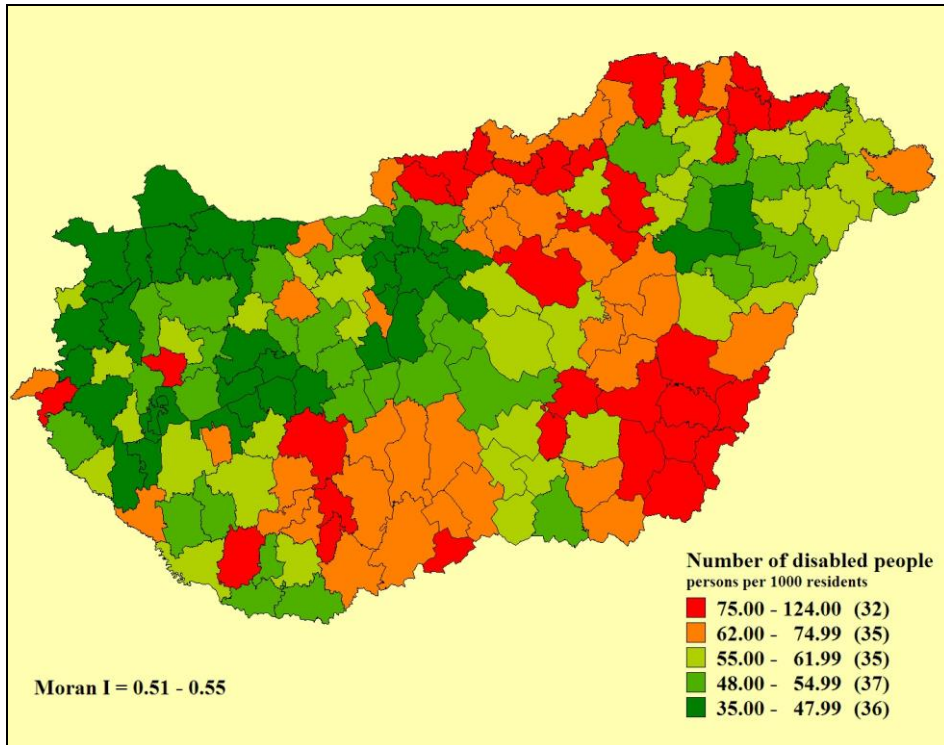 Number of disabled people
persons per 1000 residents
75.00 - 124.00 (32)
62.00 - 74.99 (35)
55.00 - 61.99 (35)
48.00 - 54.99 (37)
35.00 - 47.99 (36)
Moran I = 0.51 - 0.55